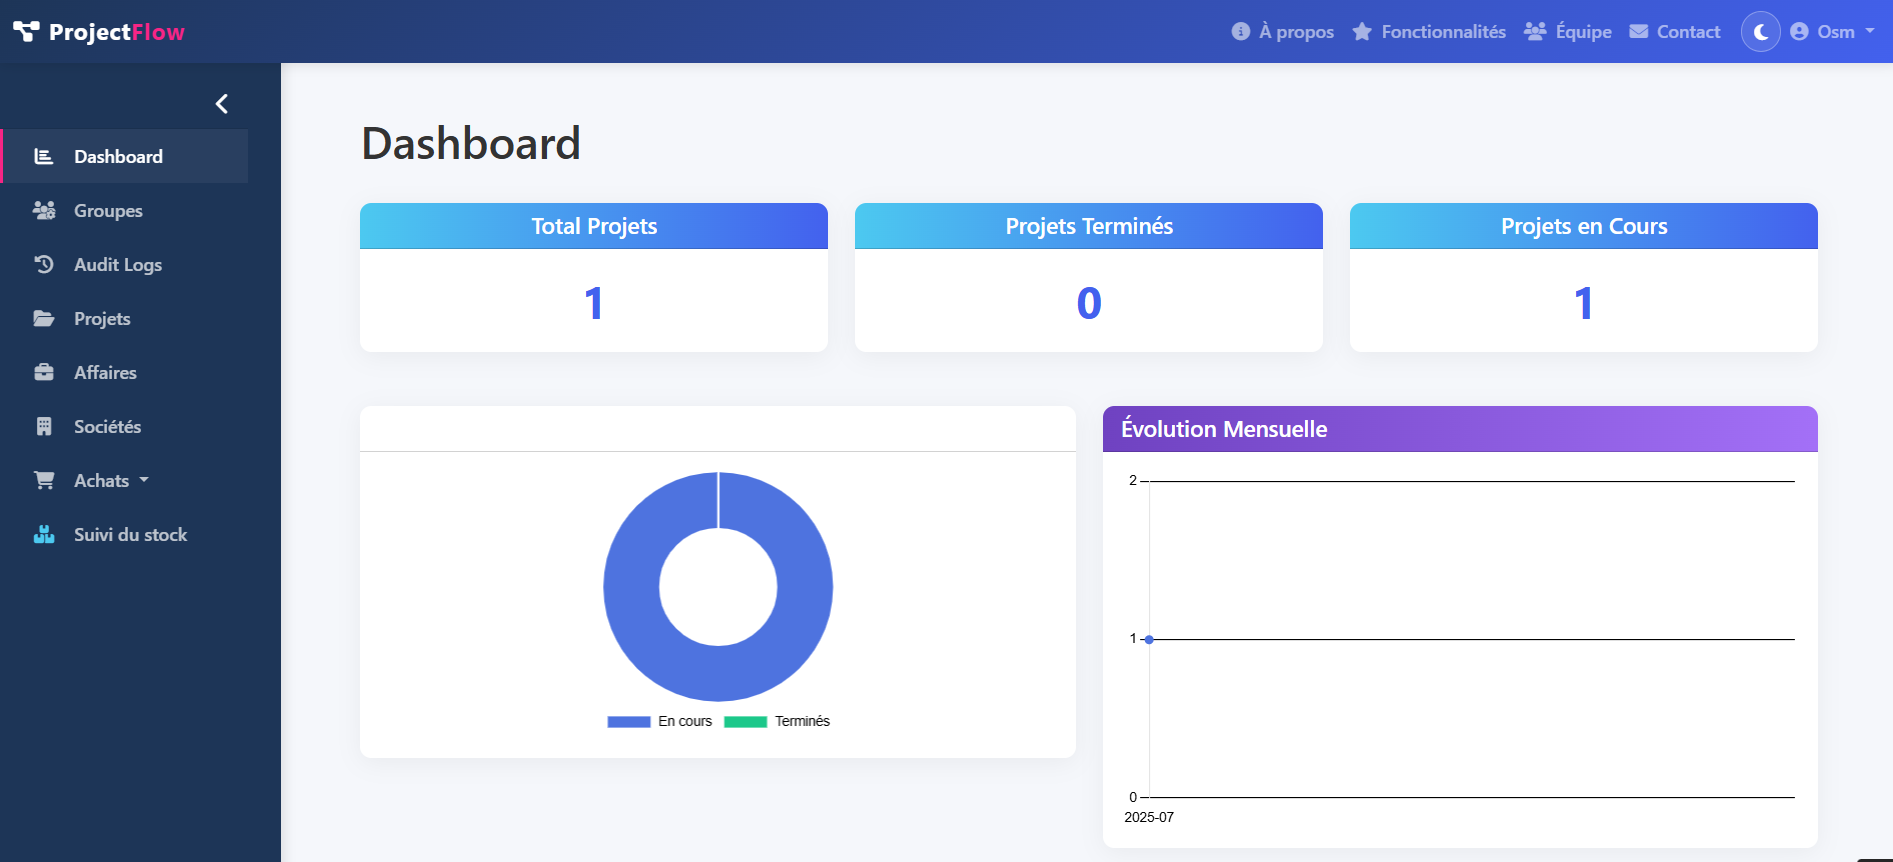 ProjectFlow
À propos
Fonctionnalités
Équipe
Contact
Osm
Dashboard
Groupes
Audit Logs
Projets
Affaires
Sociétés
Achats
Suivi du stock
Dashboard
Total Projets
1
Projets Terminés
0
Projets en Cours
1
En cours
Terminés
Évolution Mensuelle
2
1
0
2025-07